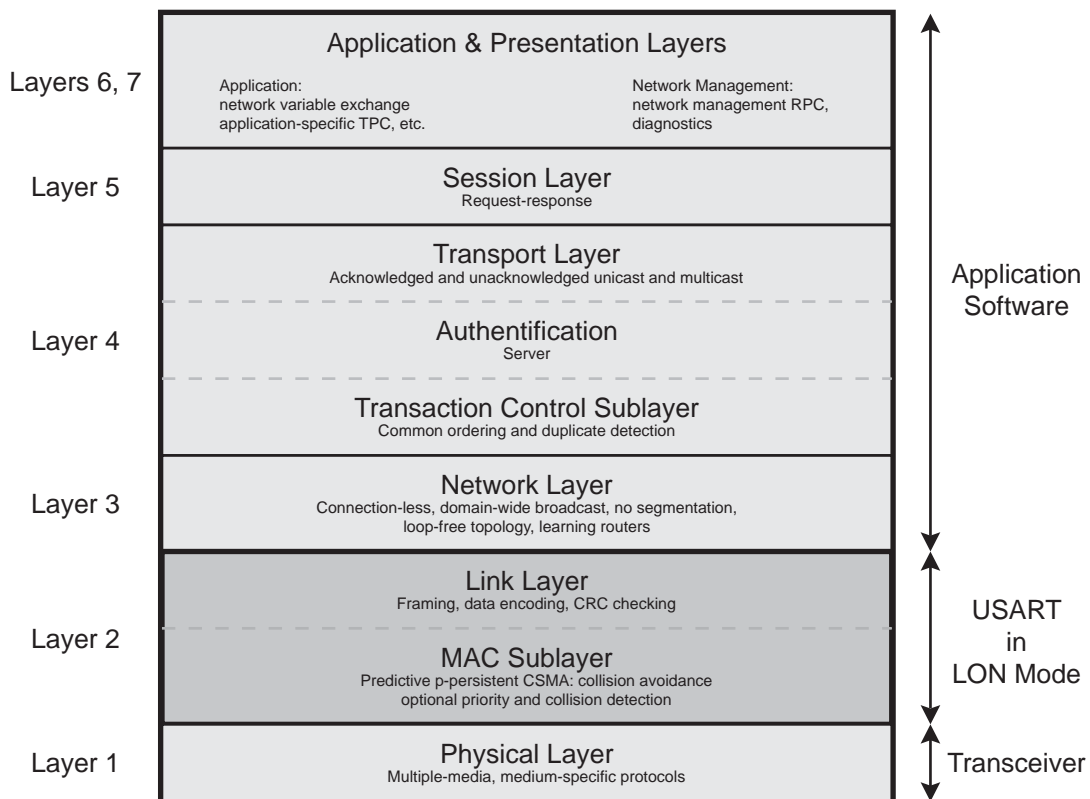 Application & Presentation Layers
Layers 6, 7
Application:
network variable exchange
application-specific TPC, etc.
Network Management:
network management RPC,
diagnostics
Layer 5
Session Layer
Request-response
Transport Layer
Acknowledged and unacknowledged unicast and multicast
Layer 4
Authentification
Server
Transaction Control Sublayer
Common ordering and duplicate detection
Layer 3
Network Layer
Connection-less, domain-wide broadcast, no segmentation,
loop-free topology, learning routers
Application
Software
Layer 2
Link Layer
Framing, data encoding, CRC checking
MAC Sublayer
Predictive p-persistent CSMA: collision avoidance
optional priority and collision detection
USART
in
LON Mode
Layer 1
Physical Layer
Multiple-media, medium-specific protocols
Transceiver